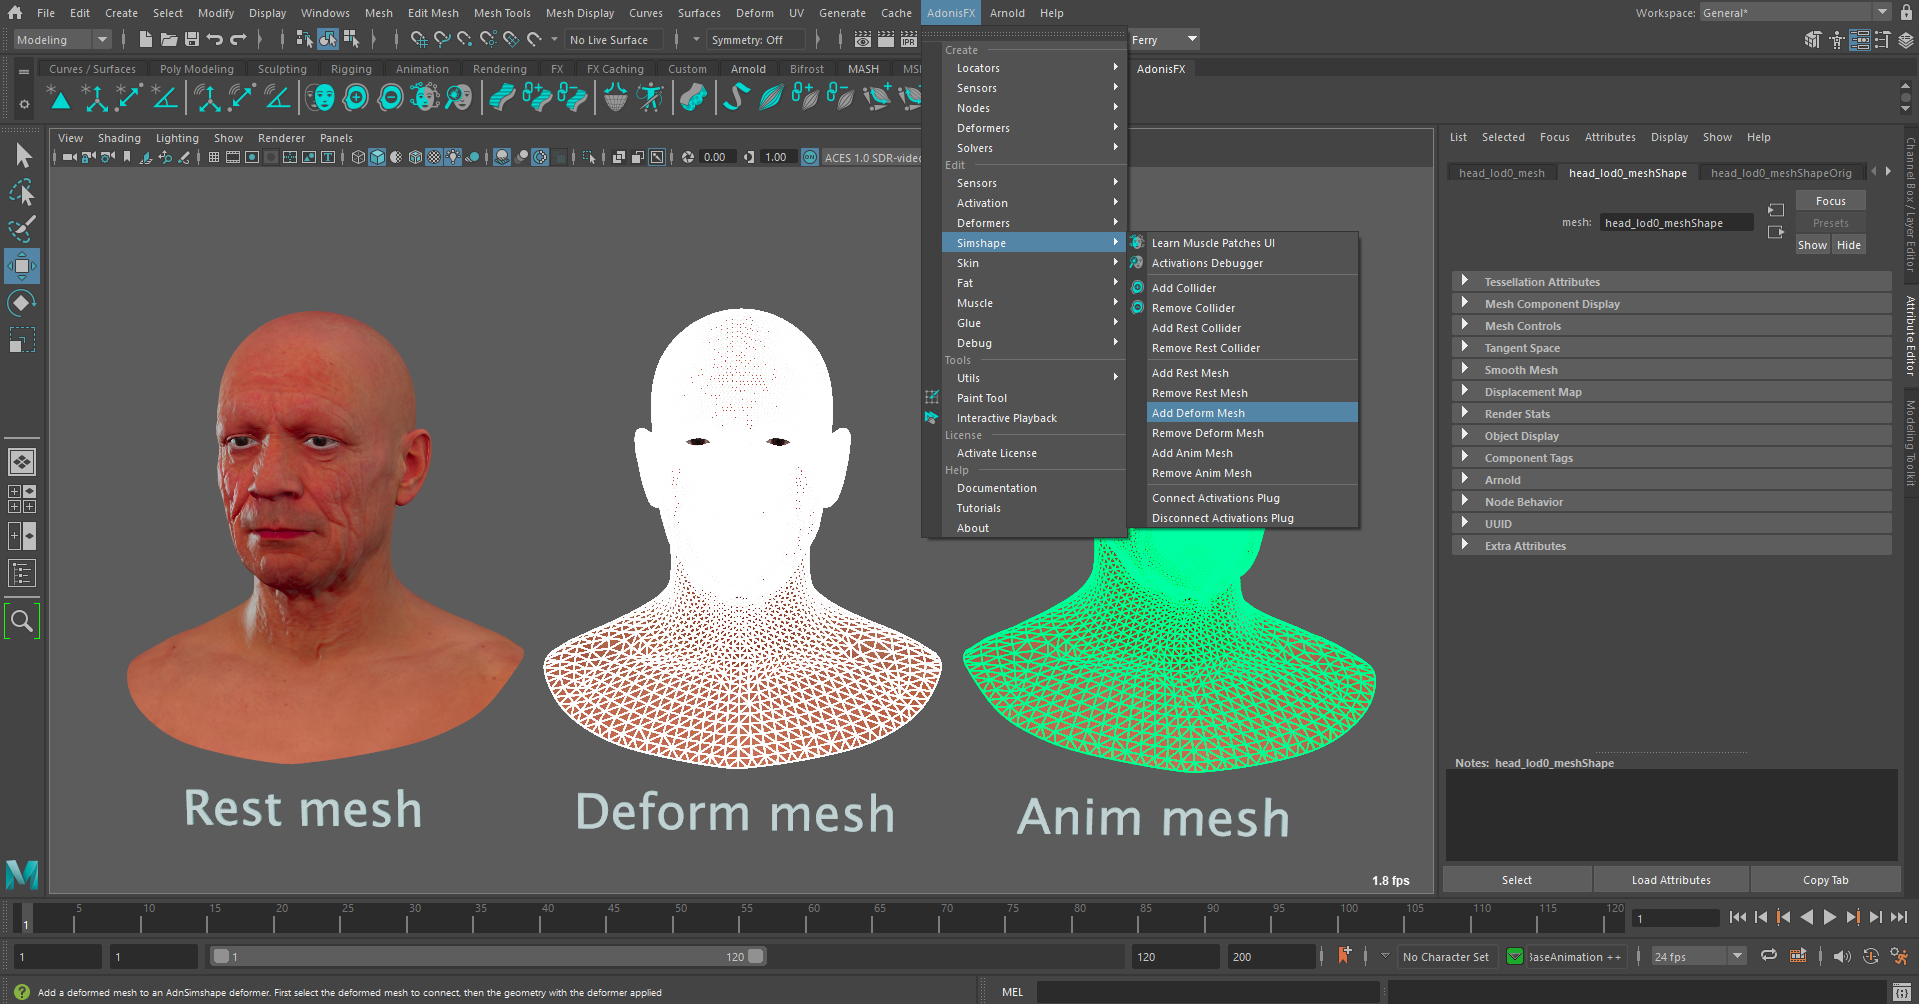 File Edit Create Select Modify Display Windows Mesh Edit Mesh Mesh Tools Mesh Display Curves Surfaces Deform UV Generate Cache AdonisFX Arnold Help
Workspace: General*
Modeling
No Live Surface
Symmetry: Off
IPR
Ferry
Curves / Surfaces Poly Modeling Sculpting Rigging Animation Rendering FX FX Caching Custom Arnold Bifrost MASH
AdonisFX
View Shading Lighting Show Renderer Panels
0.00
1.00
ACES 1.0 SDR-video
Create
Locators
Sensors
Nodes
Deformers
Solvers
Edit
Sensors
Activation
Deformers
Simshape
Skin
Fat
Muscle
Glue
Debug
Tools
Utils
Paint Tool
Interactive Playback
License
Activate License
Help
Documentation
Tutorials
About
Learn Muscle Patches UI
Activations Debugger
Add Collider
Remove Collider
Add Rest Collider
Remove Rest Collider
Add Rest Mesh
Remove Rest Mesh
Add Deform Mesh
Remove Deform Mesh
Add Anim Mesh
Remove Anim Mesh
Connect Activations Plug
Disconnect Activations Plug
Rest mesh
Deform mesh
Anim mesh
1.8 fps
List Selected Focus Attributes Display Show Help
head_lod0_mesh head_lod0_meshShape head_lod0_meshShapeOrig
mesh: head_lod0_meshShape
Focus
Presets
Show Hide
Tessellation Attributes
Mesh Component Display
Mesh Controls
Tangent Space
Smooth Mesh
Displacement Map
Render Stats
Object Display
Component Tags
Arnold
Node Behavior
UUID
Extra Attributes
Notes: head_lod0_meshShape
Select Load Attributes Copy Tab
Channel Box / Layer Editor
Attribute Editor
Modeling Toolkit
1 5 10 15 20 25 30 35 40 45 50 55 60 65 70 75 80 85 90 95 100 105 110 115 120
1
1 1 1 120 120 200
No Character Set
BaseAnimation ++
24 fps
Add a deformed mesh to an AdnSimshape deformer. First select the deformed mesh to connect, then the geometry with the deformer applied
MEL